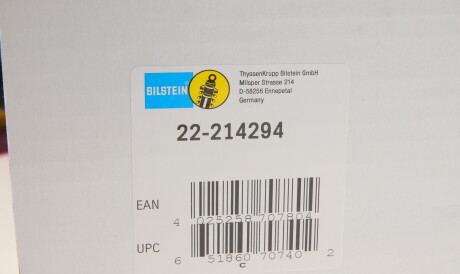 BILSTEIN
ThyssenKrupp Bilstein GmbH
Milsper Strasse 214
D-58256 Ennepetal
Germany
22-214294
EAN
4 025258 707804
UPC
6 51860 70740 2
C